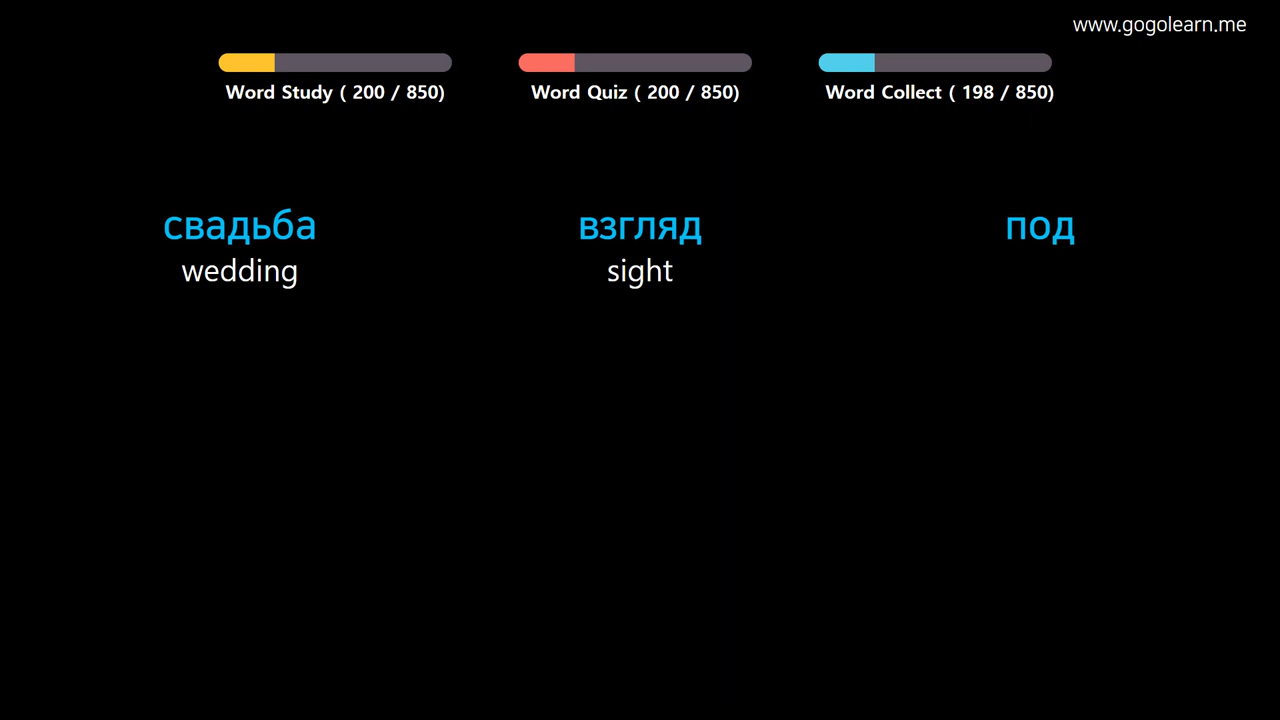 www.gogolearn.me
Word Study ( 200 / 850)
Word Quiz ( 200 / 850)
Word Collect ( 198 / 850)
свадьба
wedding
взгляд
sight
под